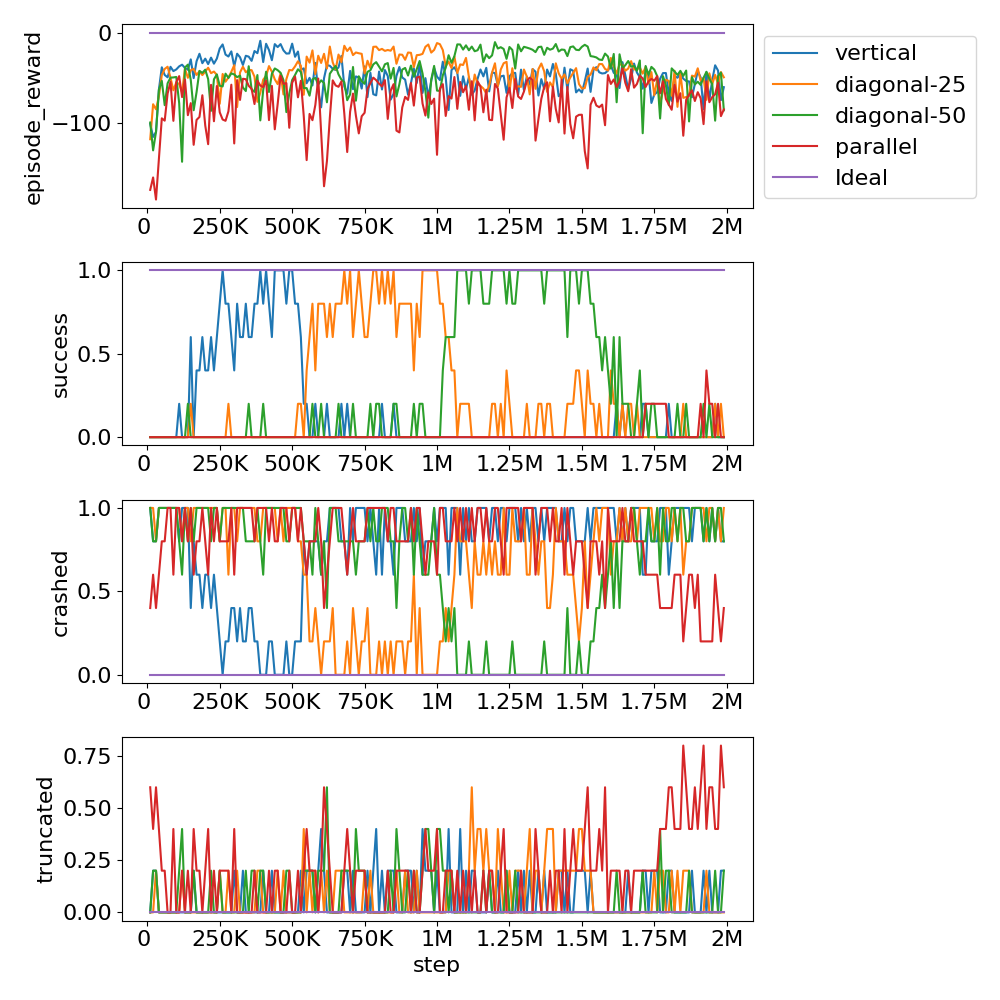 episode_reward
0
−100
0 250K 500K 750K 1M 1.25M 1.5M 1.75M 2M
vertical
diagonal-25
diagonal-50
parallel
Ideal
success
1.0
0.5
0.0
0 250K 500K 750K 1M 1.25M 1.5M 1.75M 2M
crashed
1.0
0.5
0.0
0 250K 500K 750K 1M 1.25M 1.5M 1.75M 2M
truncated
0.75
0.50
0.25
0.00
0 250K 500K 750K 1M 1.25M 1.5M 1.75M 2M
step